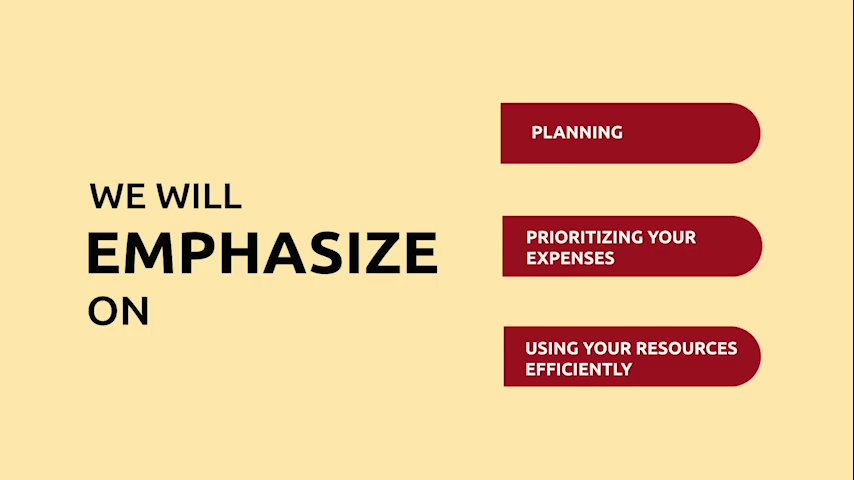 WE WILL
EMPHASIZE
ON
PLANNING
PRIORITIZING YOUR
EXPENSES
USING YOUR RESOURCES
EFFICIENTLY